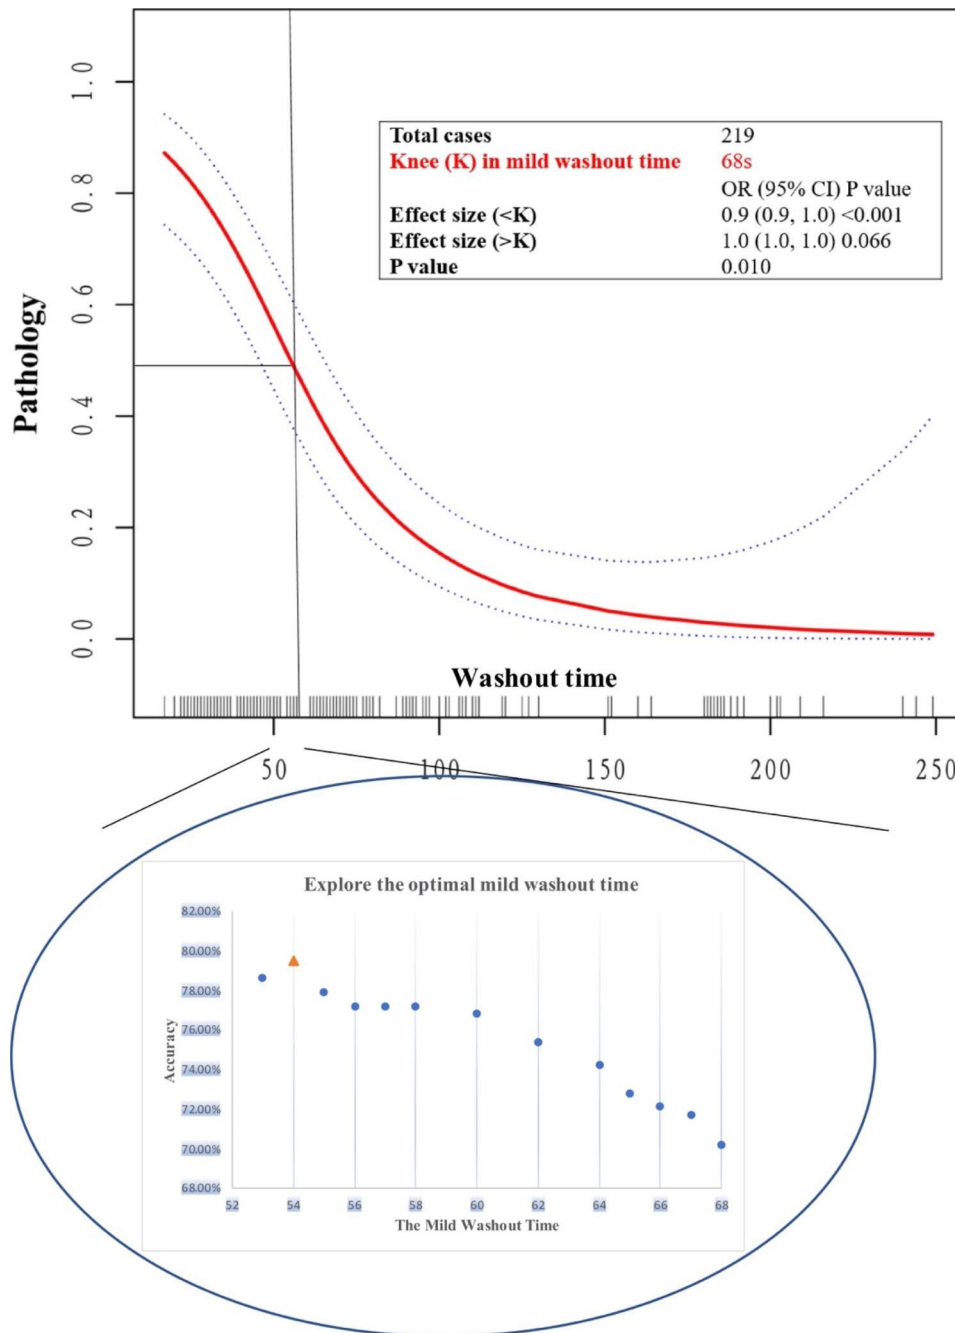 1.0
0.8
0.6
0.4
0.2
0.0
Pathology
Total cases 219
Knee (K) in mild washout time 68s
OR (95% CI) P value
Effect size (<K) 0.9 (0.9, 1.0) <0.001
Effect size (>K) 1.0 (1.0, 1.0) 0.066
P value 0.010
Washout time
50 100 150 200 250
Explore the optimal mild washout time
82.00%
80.00%
78.00%
76.00%
74.00%
72.00%
70.00%
68.00%
Accuracy
52 54 56 58 60 62 64 66 68
The Mild Washout Time